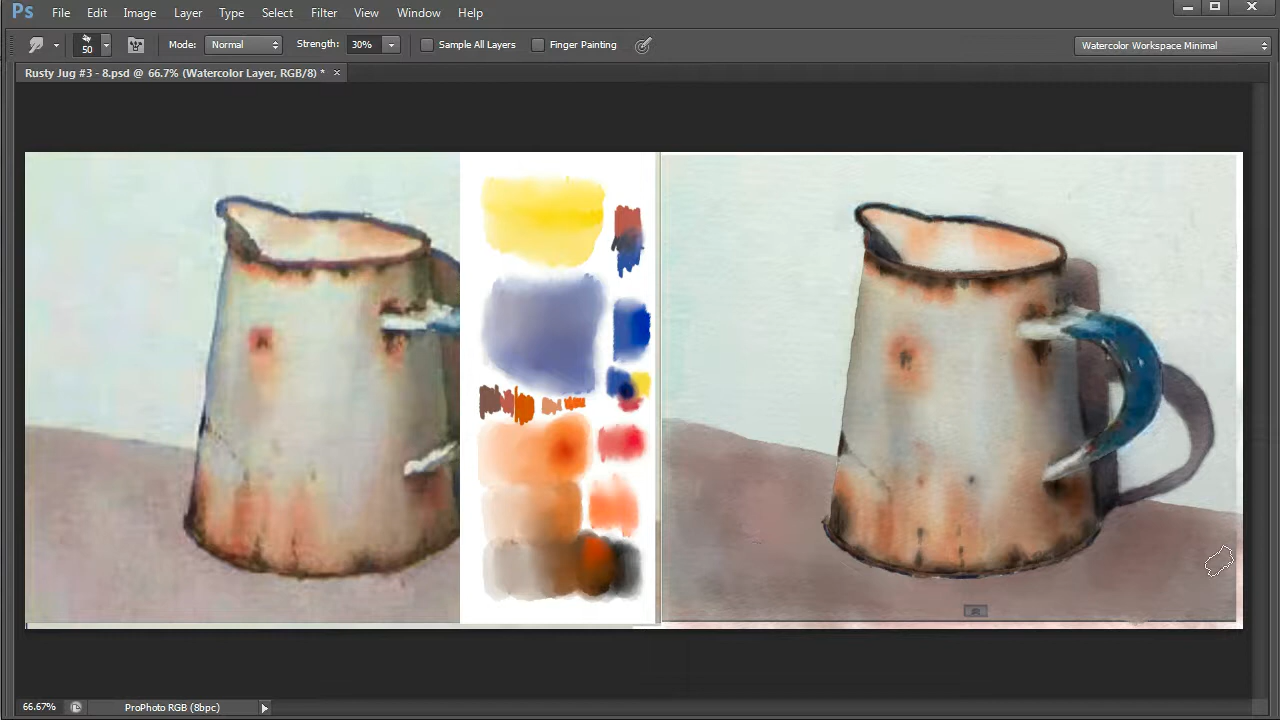 Ps File Edit Image Layer Type Select Filter View Window Help
50 Mode: Normal Strength: 30% Sample All Layers Finger Painting Watercolor Workspace Minimal
Rusty Jug #3 - 8.psd @ 66.7% (Watercolor Layer, RGB/8) * ×
66.67% ProPhoto RGB (8bpc)